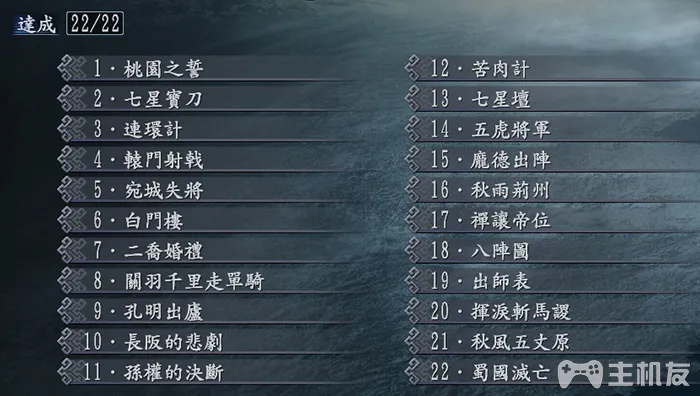 達成 22/22
1·桃園之誓
2·七星寶刀
3·連環計
4·轅門射戟
5·宛城失將
6·白門樓
7·二喬婚禮
8·關羽千里走單騎
9·孔明出廬
10·長阪的悲劇
11·孫權的決斷
12·苦肉計
13·七星壇
14·五虎將軍
15·龐德出陣
16·秋雨荊州
17·禪讓帝位
18·八陣圖
19·出師表
20·揮淚斬馬謖
21·秋風五丈原
22·蜀國滅亡
主机友